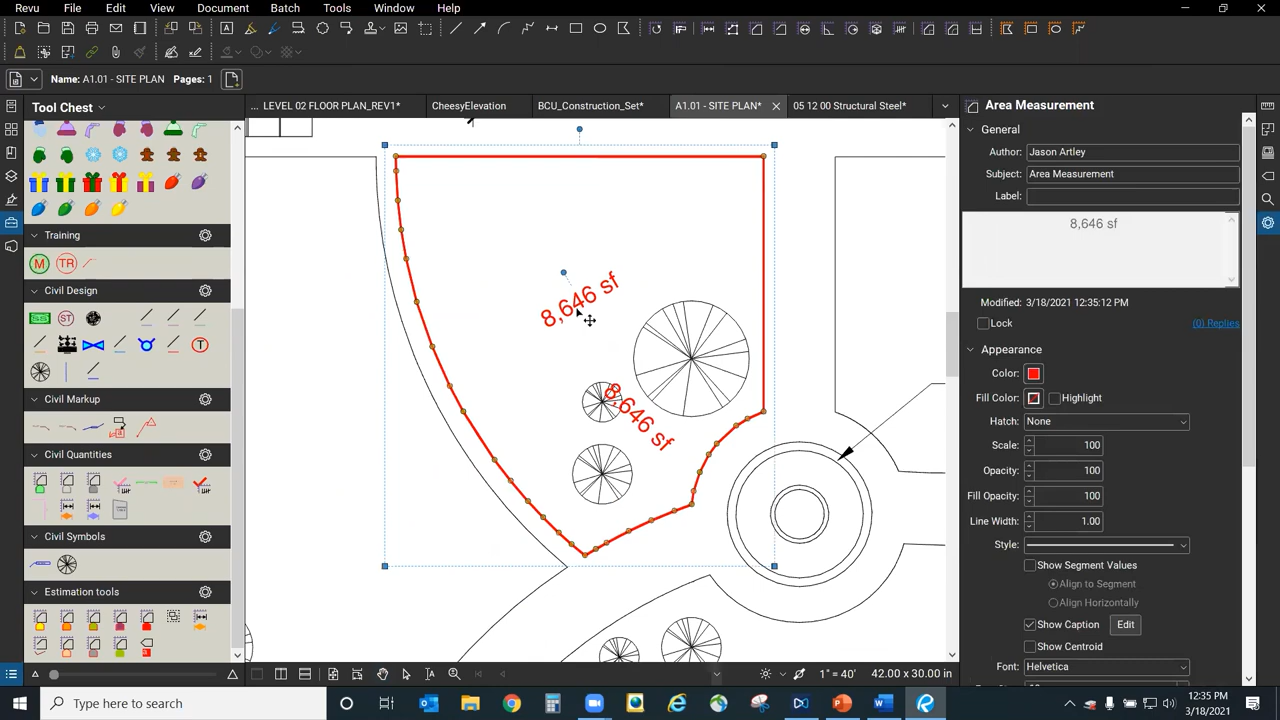 Revu File Edit View Document Batch Tools Window Help
Name: A1.01 - SITE PLAN Pages: 1
Tool Chest
... LEVEL 02 FLOOR PLAN_REV1* CheesyElevation BCU_Construction_Set* A1.01 - SITE PLAN* 05 12 00 Structural Steel*
Training
M TR
Civil Design
ST
T
Civil Markup
Civil Quantities
Civil Symbols
Estimation tools
8,646 sf
8,646 sf
Area Measurement
General
Author: Jason Artley
Subject: Area Measurement
Label:
8,646 sf
Modified: 3/18/2021 12:35:12 PM
Lock (0) Replies
Appearance
Color:
Fill Color: Highlight
Hatch: None
Scale: 100
Opacity: 100
Fill Opacity: 100
Line Width: 1.00
Style:
Show Segment Values
Align to Segment
Align Horizontally
Show Caption Edit
Show Centroid
Font: Helvetica
1" = 40' 42.00 x 30.00 in
Type here to search
12:35 PM
3/18/2021